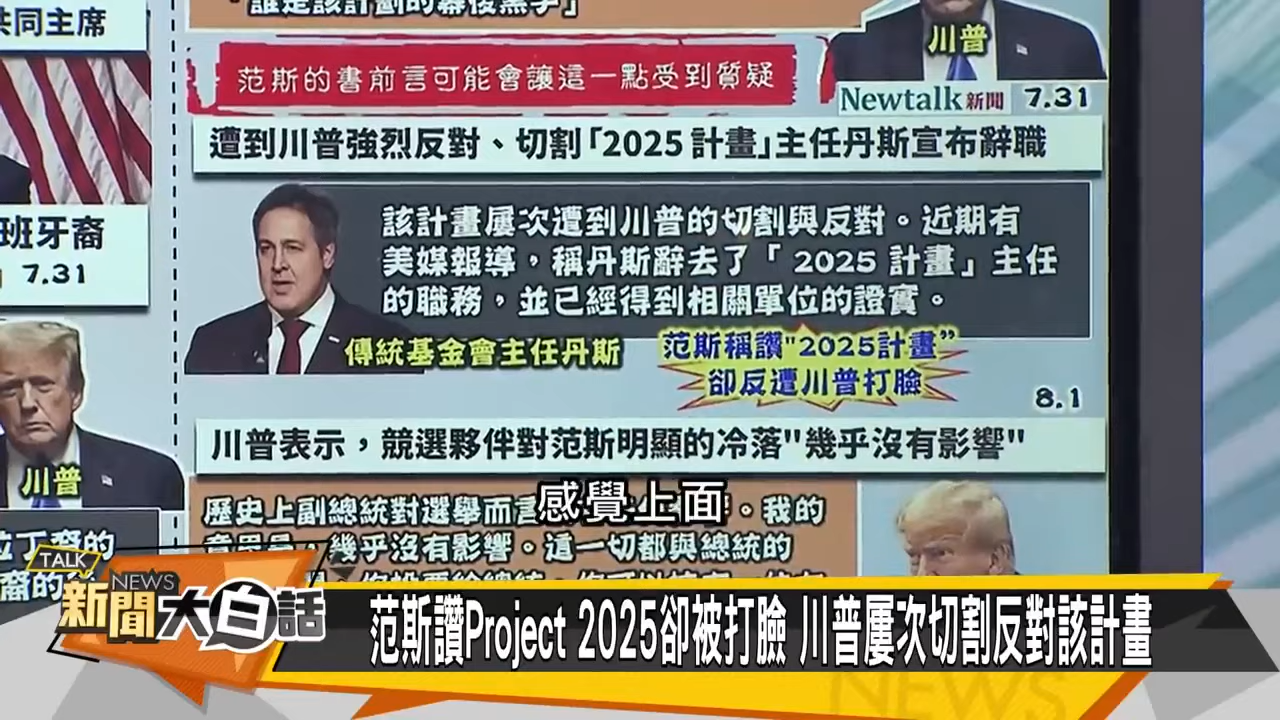 共同主席
「誰是該計劃的幕後黑手」
川普
范斯的書前言可能會讓這一點受到質疑
Newtalk新聞 7.31
遭到川普強烈反對、切割「2025計畫」主任丹斯宣布辭職
班牙裔
7.31
該計畫屢次遭到川普的切割與反對。近期有
美媒報導，稱丹斯辭去了「2025計畫」主任
的職務，並已經得到相關單位的證實。
傳統基金會主任丹斯
范斯稱讚"2025計畫"
卻反遭川普打臉
8.1
川普
川普表示，競選夥伴對范斯明顯的冷落"幾乎沒有影響"
歷史上副總統對選舉而言
。我的
感覺上面
幾乎沒有影響。這一切都與總統的
拉丁裔的
裔的
TALK
NEWS
新聞大白話
范斯讚Project 2025卻被打臉 川普屢次切割反對該計畫
NEWS